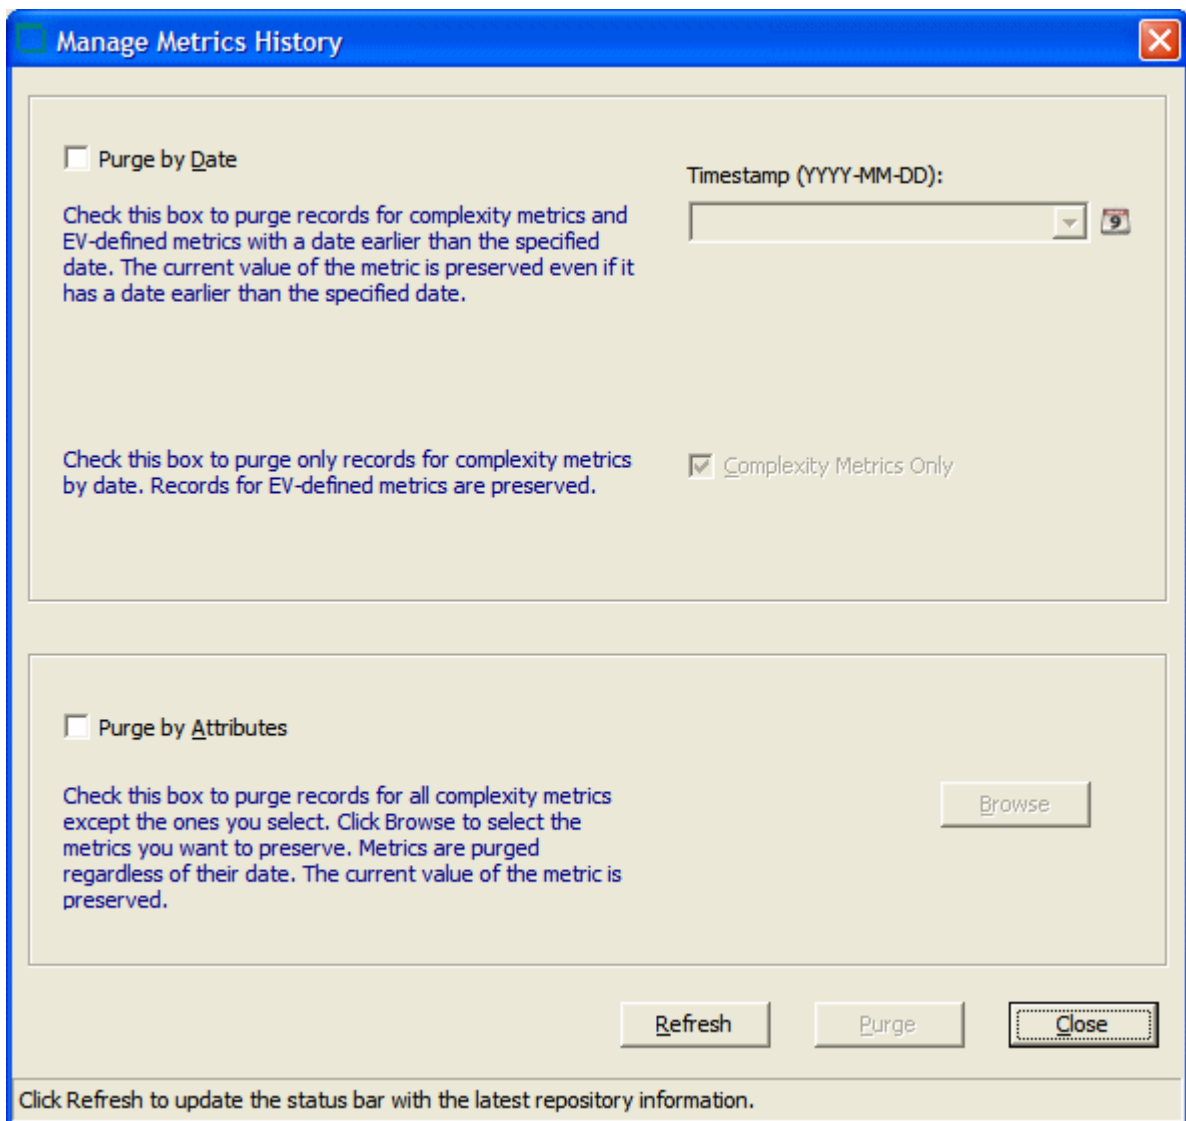 Manage Metrics History
Purge by Date
Timestamp (YYYY-MM-DD):
9
Check this box to purge records for complexity metrics and
EV-defined metrics with a date earlier than the specified
date. The current value of the metric is preserved even if it
has a date earlier than the specified date.
Check this box to purge only records for complexity metrics
by date. Records for EV-defined metrics are preserved.
Complexity Metrics Only
Purge by Attributes
Check this box to purge records for all complexity metrics
except the ones you select. Click Browse to select the
metrics you want to preserve. Metrics are purged
regardless of their date. The current value of the metric is
preserved.
Browse
Refresh
Purge
Close
Click Refresh to update the status bar with the latest repository information.